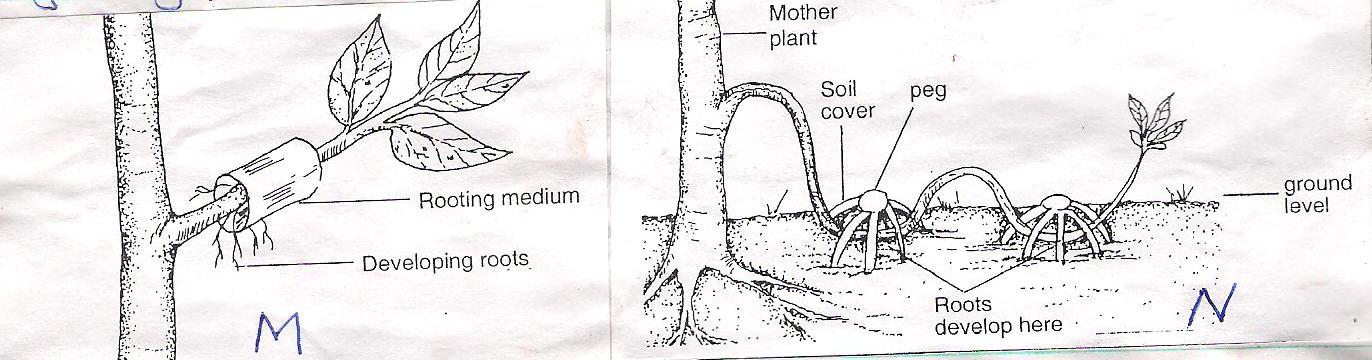 Rooting medium
Developing roots
M
Mother
plant
Soil
cover
peg
ground
level
Roots
develop here
N